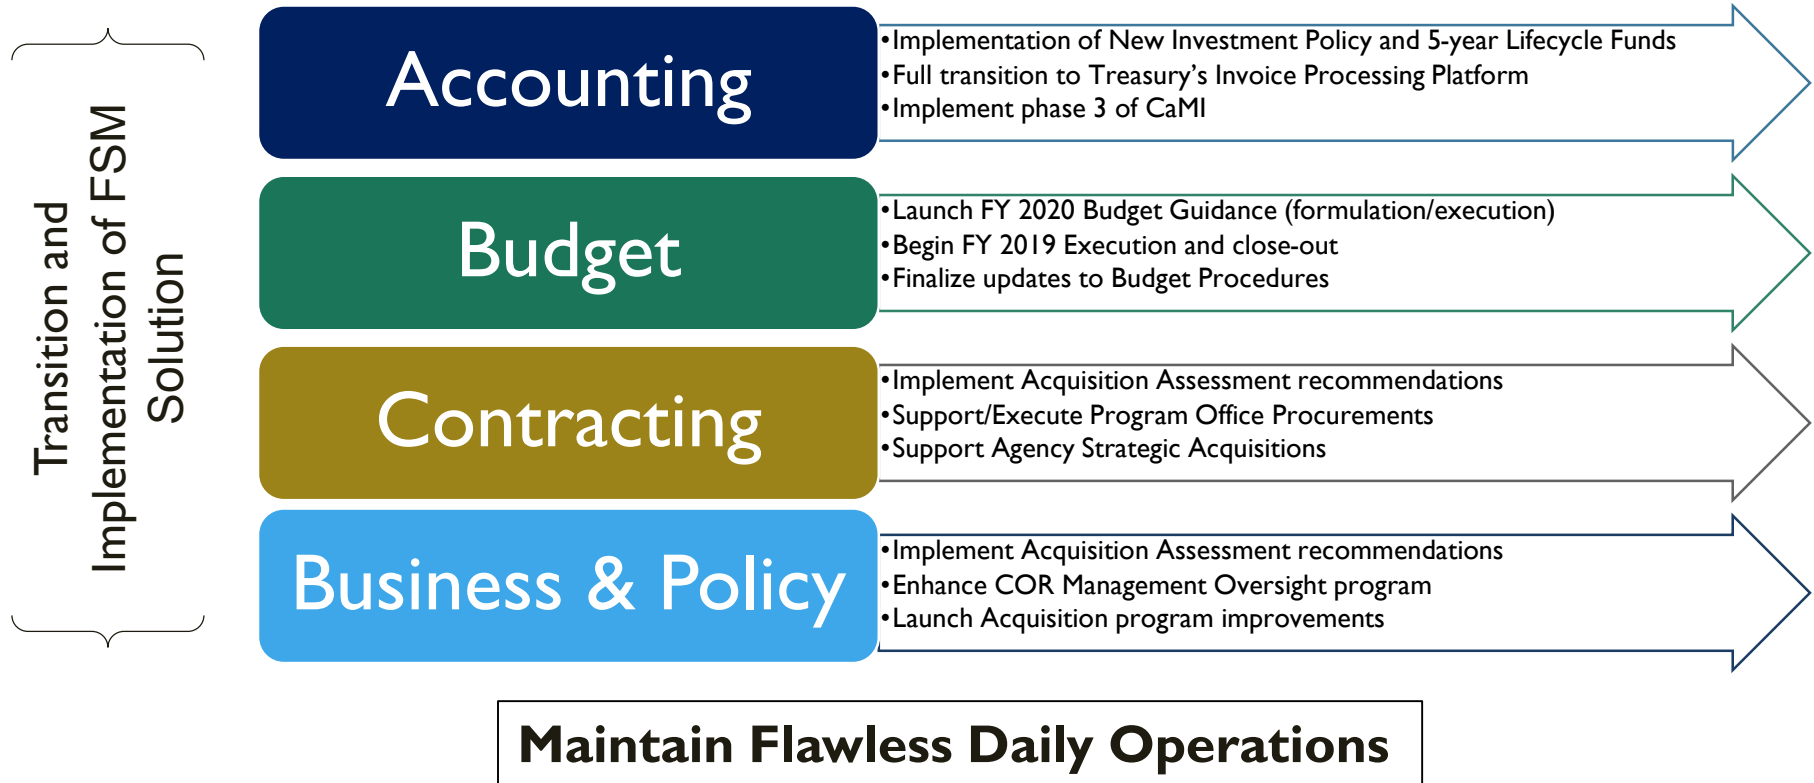 Transition and
Implementation of FSM
Solution
Accounting
•Implementation of New Investment Policy and 5-year Lifecycle Funds
•Full transition to Treasury’s Invoice Processing Platform
•Implement phase 3 of CaMI
Budget
•Launch FY 2020 Budget Guidance (formulation/execution)
•Begin FY 2019 Execution and close-out
•Finalize updates to Budget Procedures
Contracting
•Implement Acquisition Assessment recommendations
•Support/Execute Program Office Procurements
•Support Agency Strategic Acquisitions
Business & Policy
•Implement Acquisition Assessment recommendations
•Enhance COR Management Oversight program
•Launch Acquisition program improvements
Maintain Flawless Daily Operations